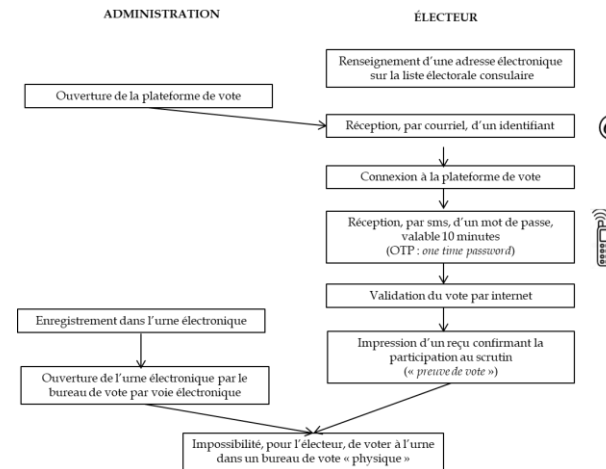 ADMINISTRATION
ÉLECTEUR
Renseignement d'une adresse électronique
sur la liste électorale consulaire
Ouverture de la plateforme de vote
Réception, par courriel, d'un identifiant
Connexion à la plateforme de vote
Réception, par sms, d'un mot de passe,
valable 10 minutes
(OTP : one time password)
Validation du vote par internet
Enregistrement dans l'urne électronique
Impression d'un reçu confirmant la
participation au scrutin
(« preuve de vote »)
Ouverture de l'urne électronique par le
bureau de vote par voie électronique
Impossibilité, pour l'électeur, de voter à l'urne
dans un bureau de vote « physique »